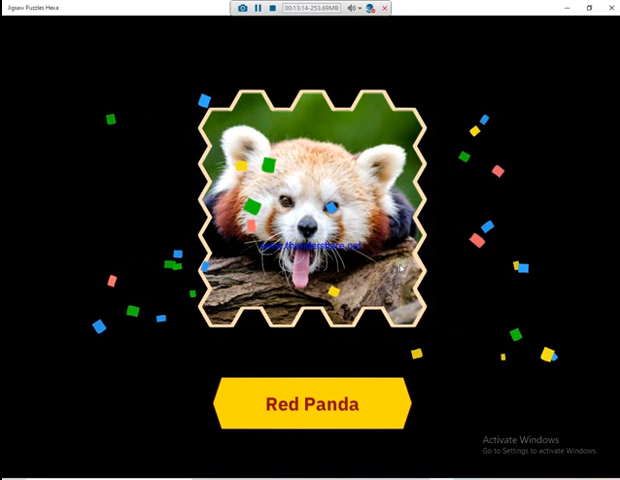 Jigsaw Puzzles Hexa
00:13:14-253.69MB
Red Panda
Activate Windows
Go to Settings to activate Windows.